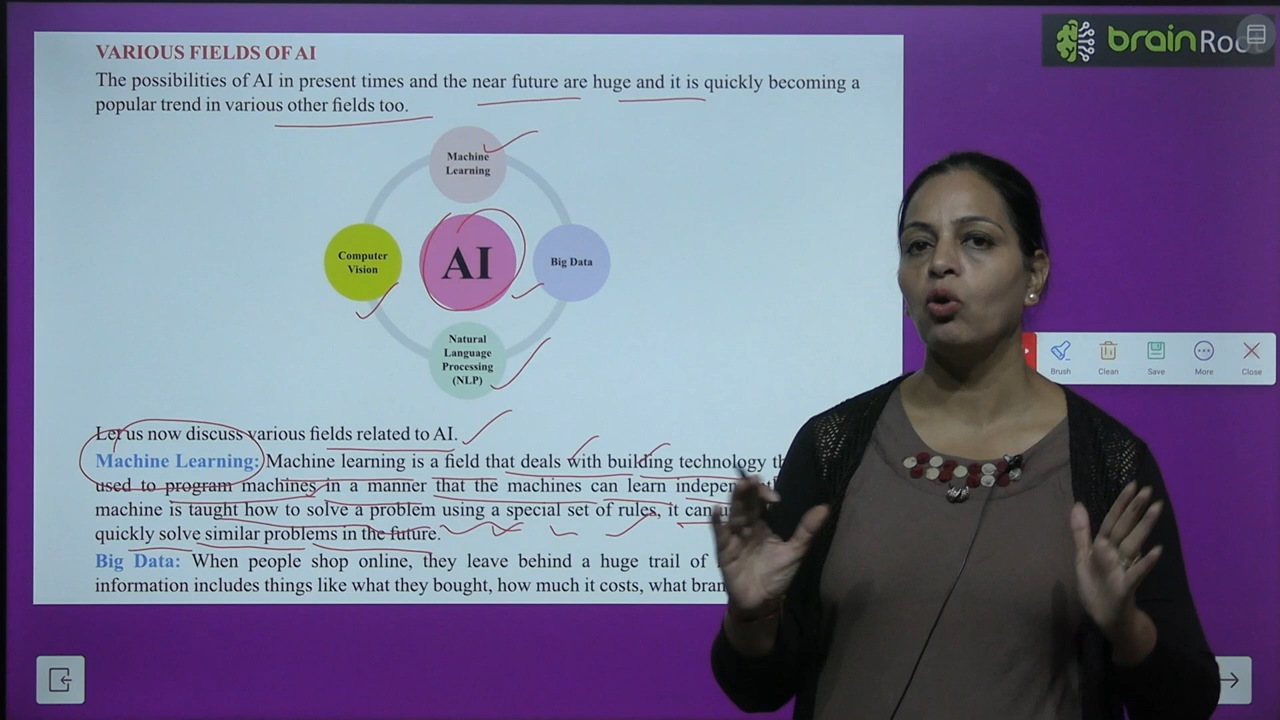 VARIOUS FIELDS OF AI
brainRoot
The possibilities of AI in present times and the near future are huge and it is quickly becoming a
popular trend in various other fields too.
Machine
Learning
Computer
Vision
AI
Big Data
Natural
Language
Processing
(NLP)
Brush
Clean
Save
More
Close
Let us now discuss various fields related to AI.
Machine Learning: Machine learning is a field that deals with building technology
used to program machines in a manner that the machines can learn
machine is taught how to solve a problem using a special set of rules, it can
quickly solve similar problems in the future.
Big Data: When people shop online, they leave behind a huge trail of
information includes things like what they bought, how much it costs, what